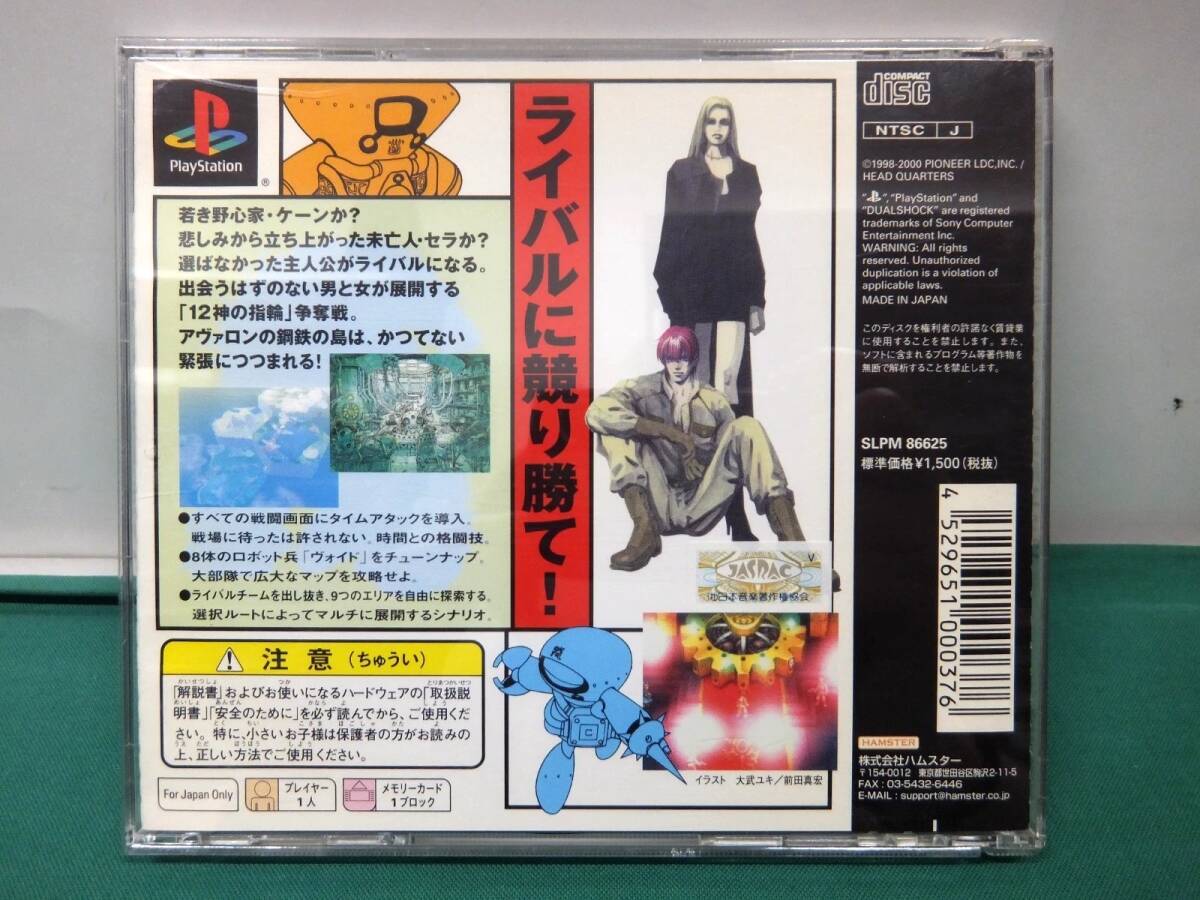 PlayStation
®
若き野心家・ケーンか?
悲しみから立ち上がった未亡人・セラか?
選ばなかった主人公がライバルになる。
出会うはずのない男と女が展開する
「12神の指輪」争奪戦。
アヴァロンの鋼鉄の島は、かつてない
緊張につつまれる!
●すべての戦闘画面にタイムアタックを導入。
戦場に待ったは許されない。時間との格闘技。
●8体のロボット兵「ヴォイド」をチューンナップ。
大部隊で広大なマップを攻略せよ。
●ライバルチームを出し抜き、9つのエリアを自由に探索する。
選択ルートによってマルチに展開するシナリオ。
ライバルに競り勝て!
注意(ちゅうい)
「解説書」およびお使いになるハードウェアの「取扱説
明書」「安全のために」を必ず読んでから、ご使用くだ
さい。特に、小さいお子様は保護者の方がお読みの
上、正しい方法でご使用ください。
For Japan Only
プレイヤー
1人
メモリーカード
1ブロック
V
JASRAC
日本音楽著作権協会
イラスト 大武ユキ/前田真宏
COMPACT
disc
NTSC J
©1998-2000 PIONEER LDC,INC./
HEAD QUARTERS
" ", "PlayStation" and
"DUALSHOCK" are registered
trademarks of Sony Computer
Entertainment Inc.
WARNING: All rights
reserved. Unauthorized
duplication is a violation of
applicable laws.
MADE IN JAPAN
このディスクを権利者の許諾なく賃貸業
に使用することを禁止します。また、
ソフトに含まれるプログラム等著作物を
無断で解析することを禁止します。
SLPM 86625
標準価格¥1,500(税抜)
4 529651 000376
HAMSTER
株式会社ハムスター
〒154-0012 東京都世田谷区駒沢2-11-5
FAX : 03-5432-6446
E-MAIL : support@hamster.co.jp